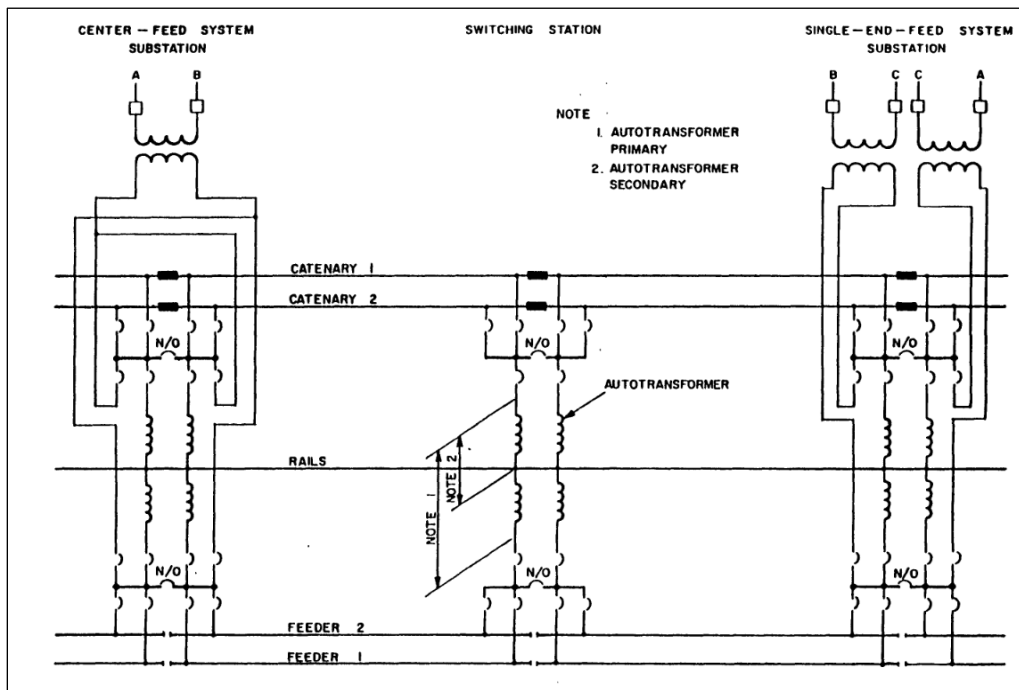 CENTER-FEED SYSTEM
SUBSTATION
SWITCHING STATION
SINGLE-END-FEED SYSTEM
SUBSTATION
A B
B C C A
NOTE
1. AUTOTRANSFORMER
PRIMARY
2. AUTOTRANSFORMER
SECONDARY
CATENARY 1
CATENARY 2
N/O
N/O
N/O
AUTOTRANSFORMER
RAILS
NOTE 1
NOTE 2
N/O
N/O
N/O
FEEDER 2
FEEDER 1